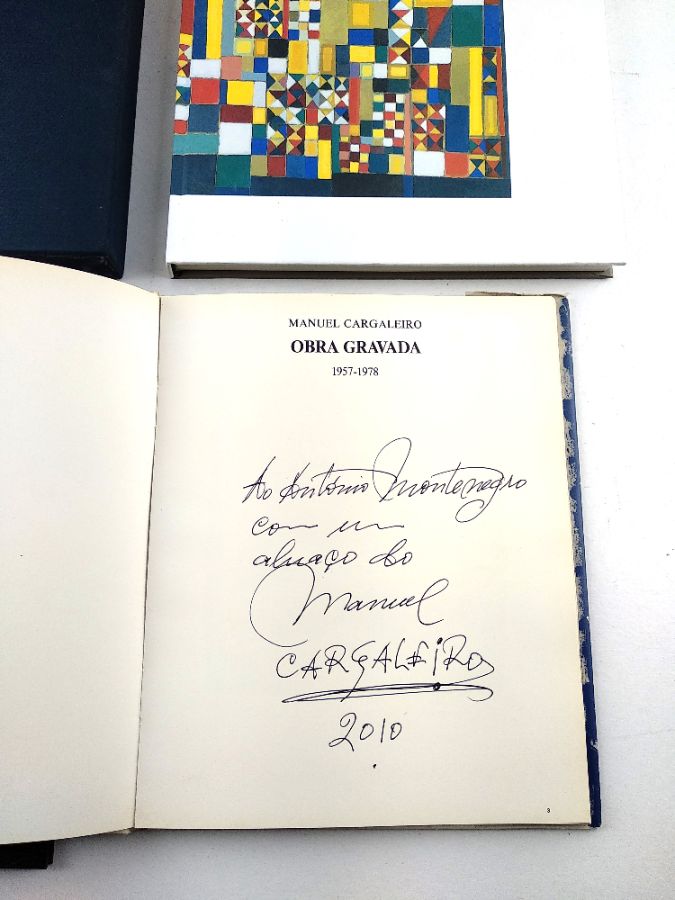 MANUEL CARGALEIRO
OBRA GRAVADA
1957-1978
Ao António Montenegro
com um
abraço do
Manuel
CARGALEIRO
2010
3